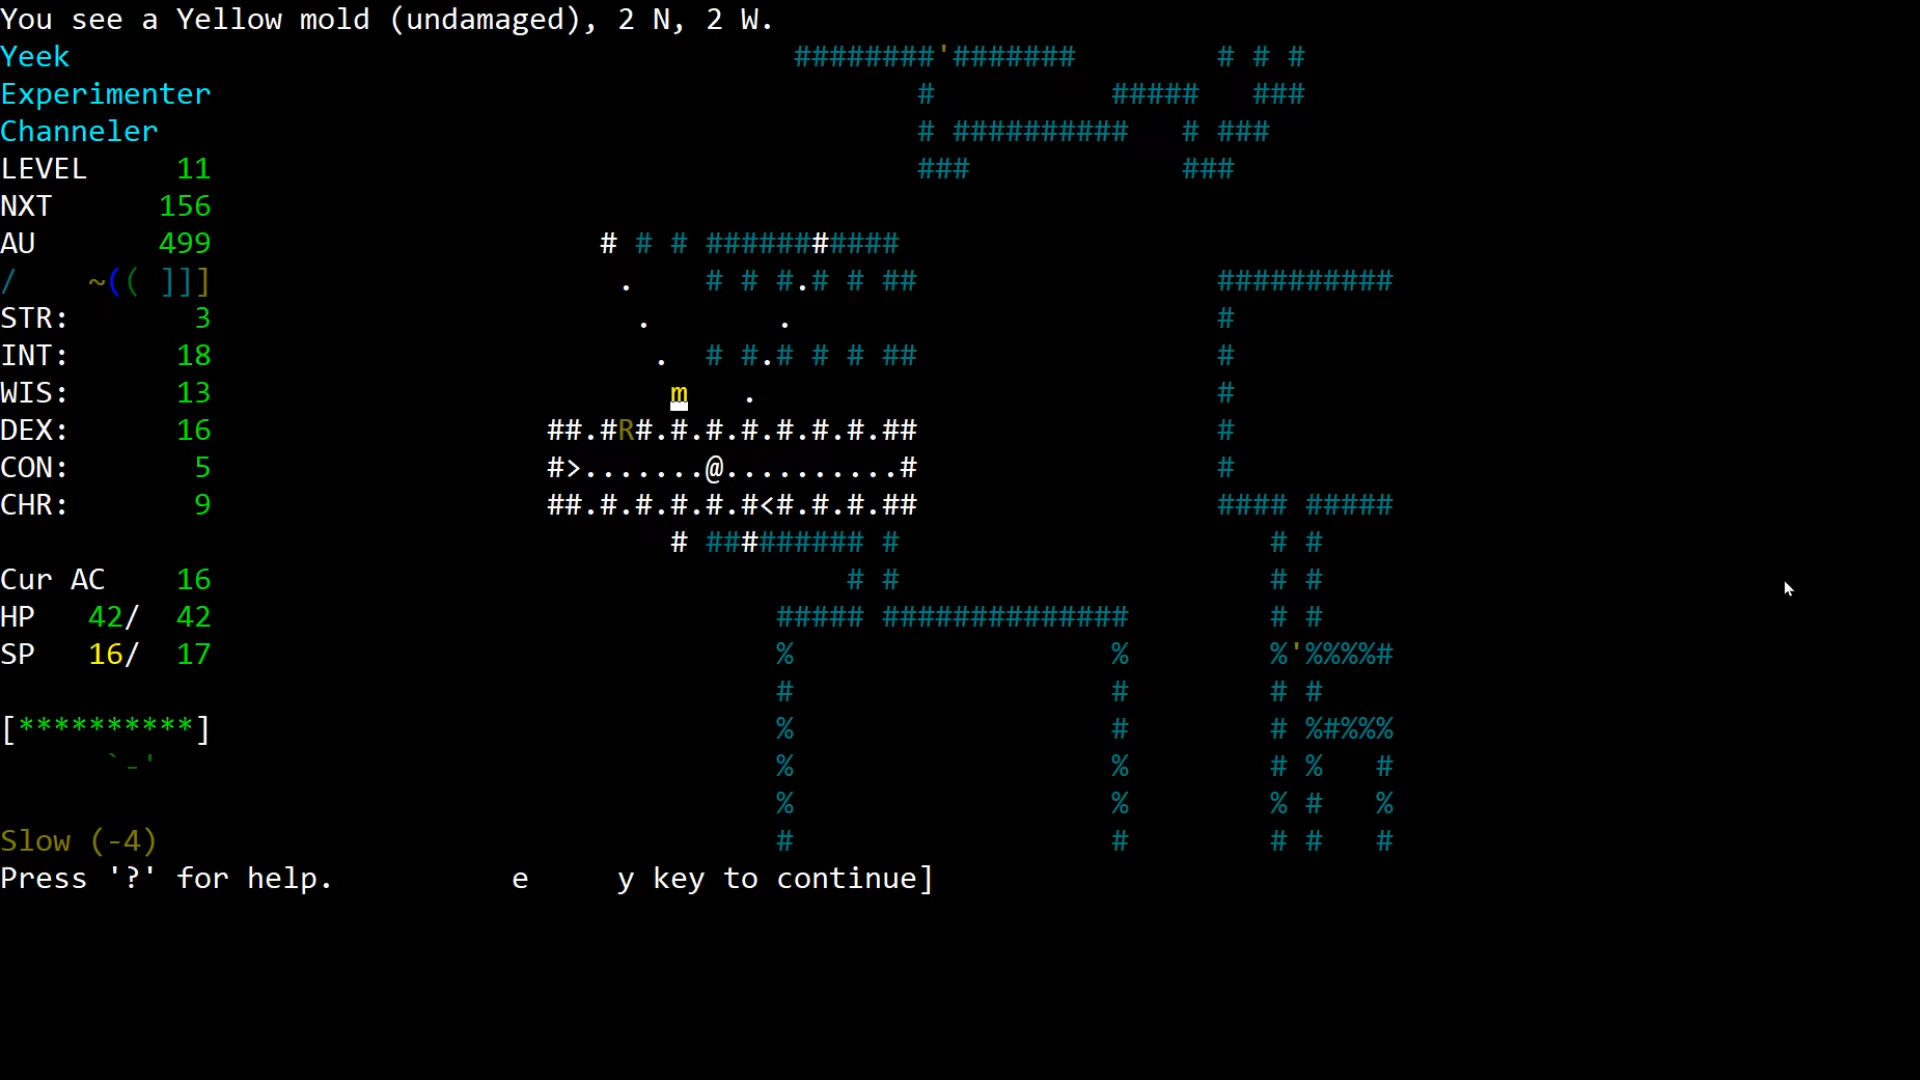 You see a Yellow mold (undamaged), 2 N, 2 W.
Yeek ########'####### # # #
Experimenter # ##### ###
Channeler # ########## # ###
LEVEL 11 ### ###
NXT 156
AU 499 # # # ###########
/ ~(( ]]] . # # #.# # ## ##########
STR: 3 . . #
INT: 18 . # #.# # # ## #
WIS: 13 m . #
DEX: 16 ##.#R#.#.#.#.#.#.#.## #
CON: 5 #>.......@..........# #
CHR: 9 ##.#.#.#.#.#<#.#.#.## #### #####
# ######### # # #
Cur AC 16 # # # #
HP 42/ 42 ##### ############## # #
SP 16/ 17 % % %'%%%%#
# # # #
[**********] % # # %#%%%
`-' % % # % #
% % % # %
Slow (-4) # # # # #
Press '?' for help. e y key to continue]